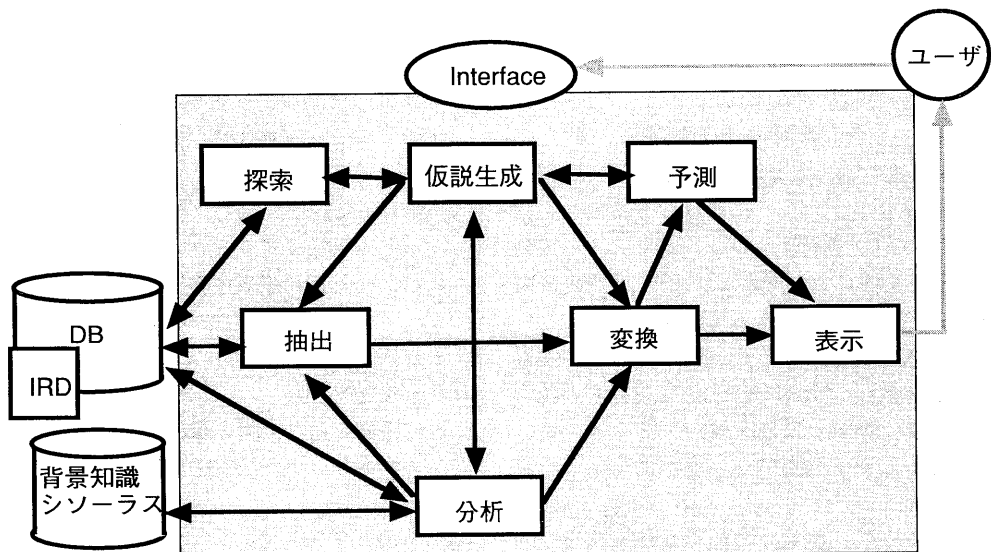 ユーザ
Interface
探索
仮説生成
予測
DB
抽出
変換
表示
IRD
背景知識
シソーラス
分析